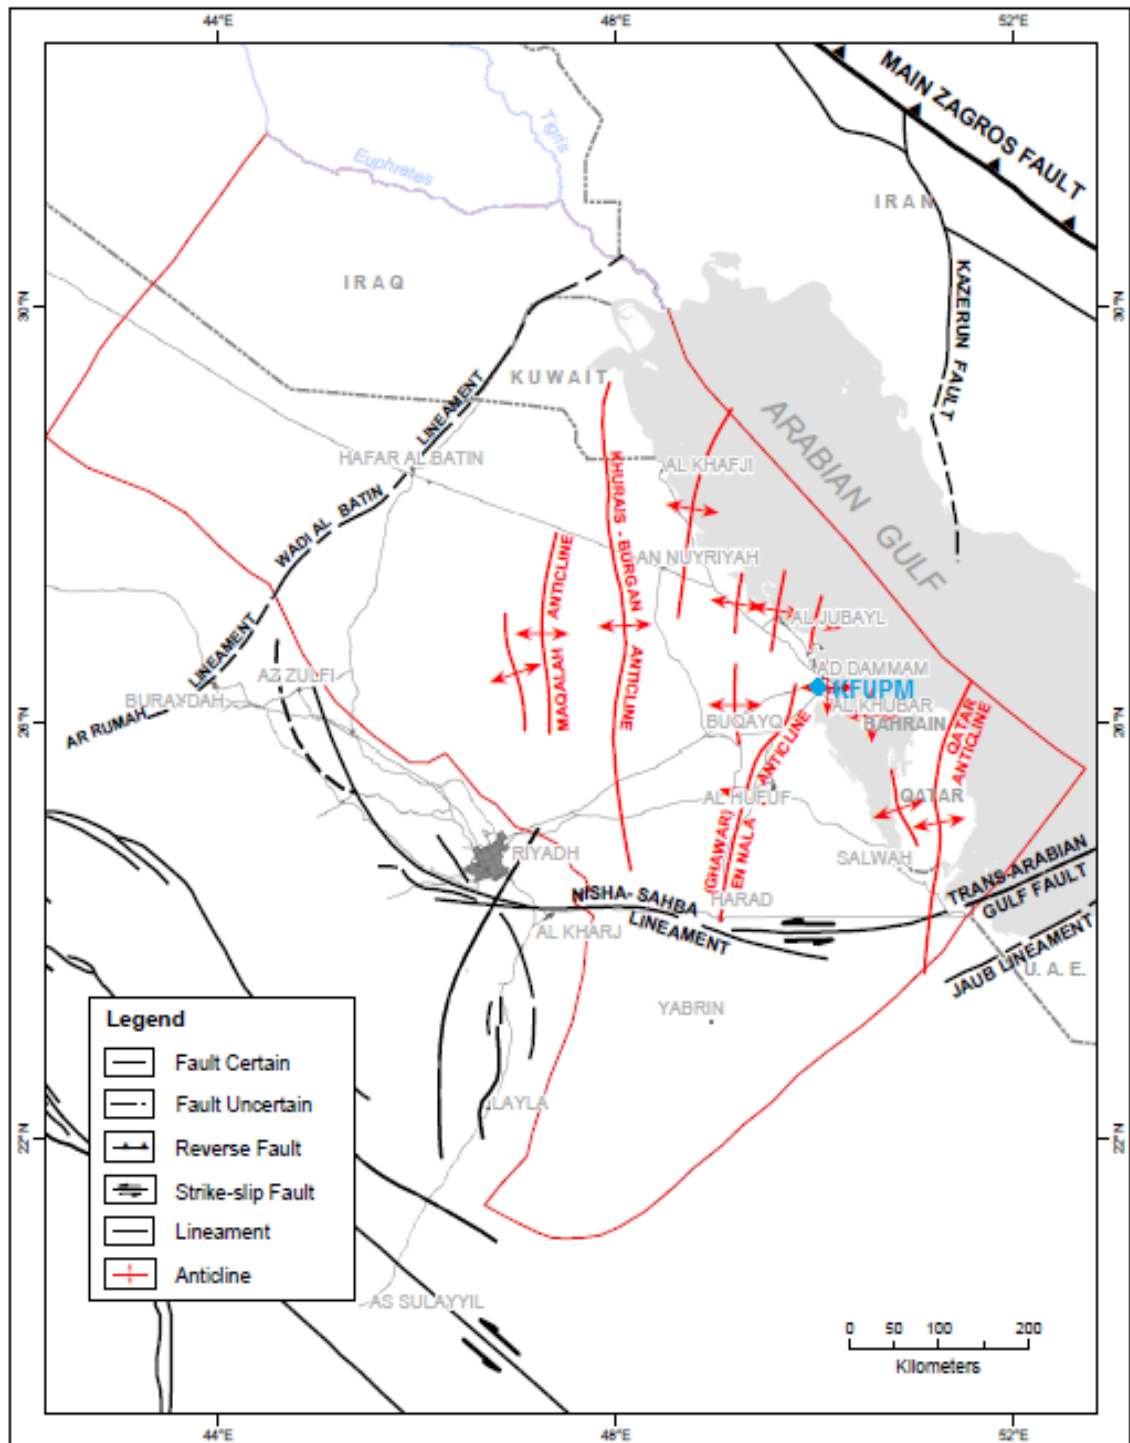 44°E
48°E
52°E
MAIN ZAGROS FAULT
Tigris
Euphrates
IRAN
IRAQ
30°N
30°N
KAZERUN FAULT
KUWAIT
ARABIAN GULF
LINEAMENT
HAFAR AL BATIN
AL KHAFJI
KHURAIS - BURGAN
ANTICLINE
WADI AL BATIN
AN NUYRIYAH
MAQALAH ANTICLINE
AL JUBAYL
LINEAMENT
AZ ZULFI
AD DAMMAM
KFUPM
BURAYDAH
AL KHUBAR
AR RUMAH
BUQAYQ
BAHRAIN
26°N
26°N
QATAR
ANTICLINE
AL HUFUF
QATAR
(GHAWAR)
EN NALA ANTICLINE
RIYADH
SALWAH
TRANS-ARABIAN
GULF FAULT
NISHA- SAHBA
LINEAMENT
HARAD
AL KHARJ
JAUB LINEAMENT
U. A. E.
YABRIN
LAYLA
22°N
22°N
Legend
Fault Certain
Fault Uncertain
Reverse Fault
Strike-slip Fault
Lineament
Anticline
AS SULAYYIL
0 50 100 200
Kilometers
44°E
48°E
52°E